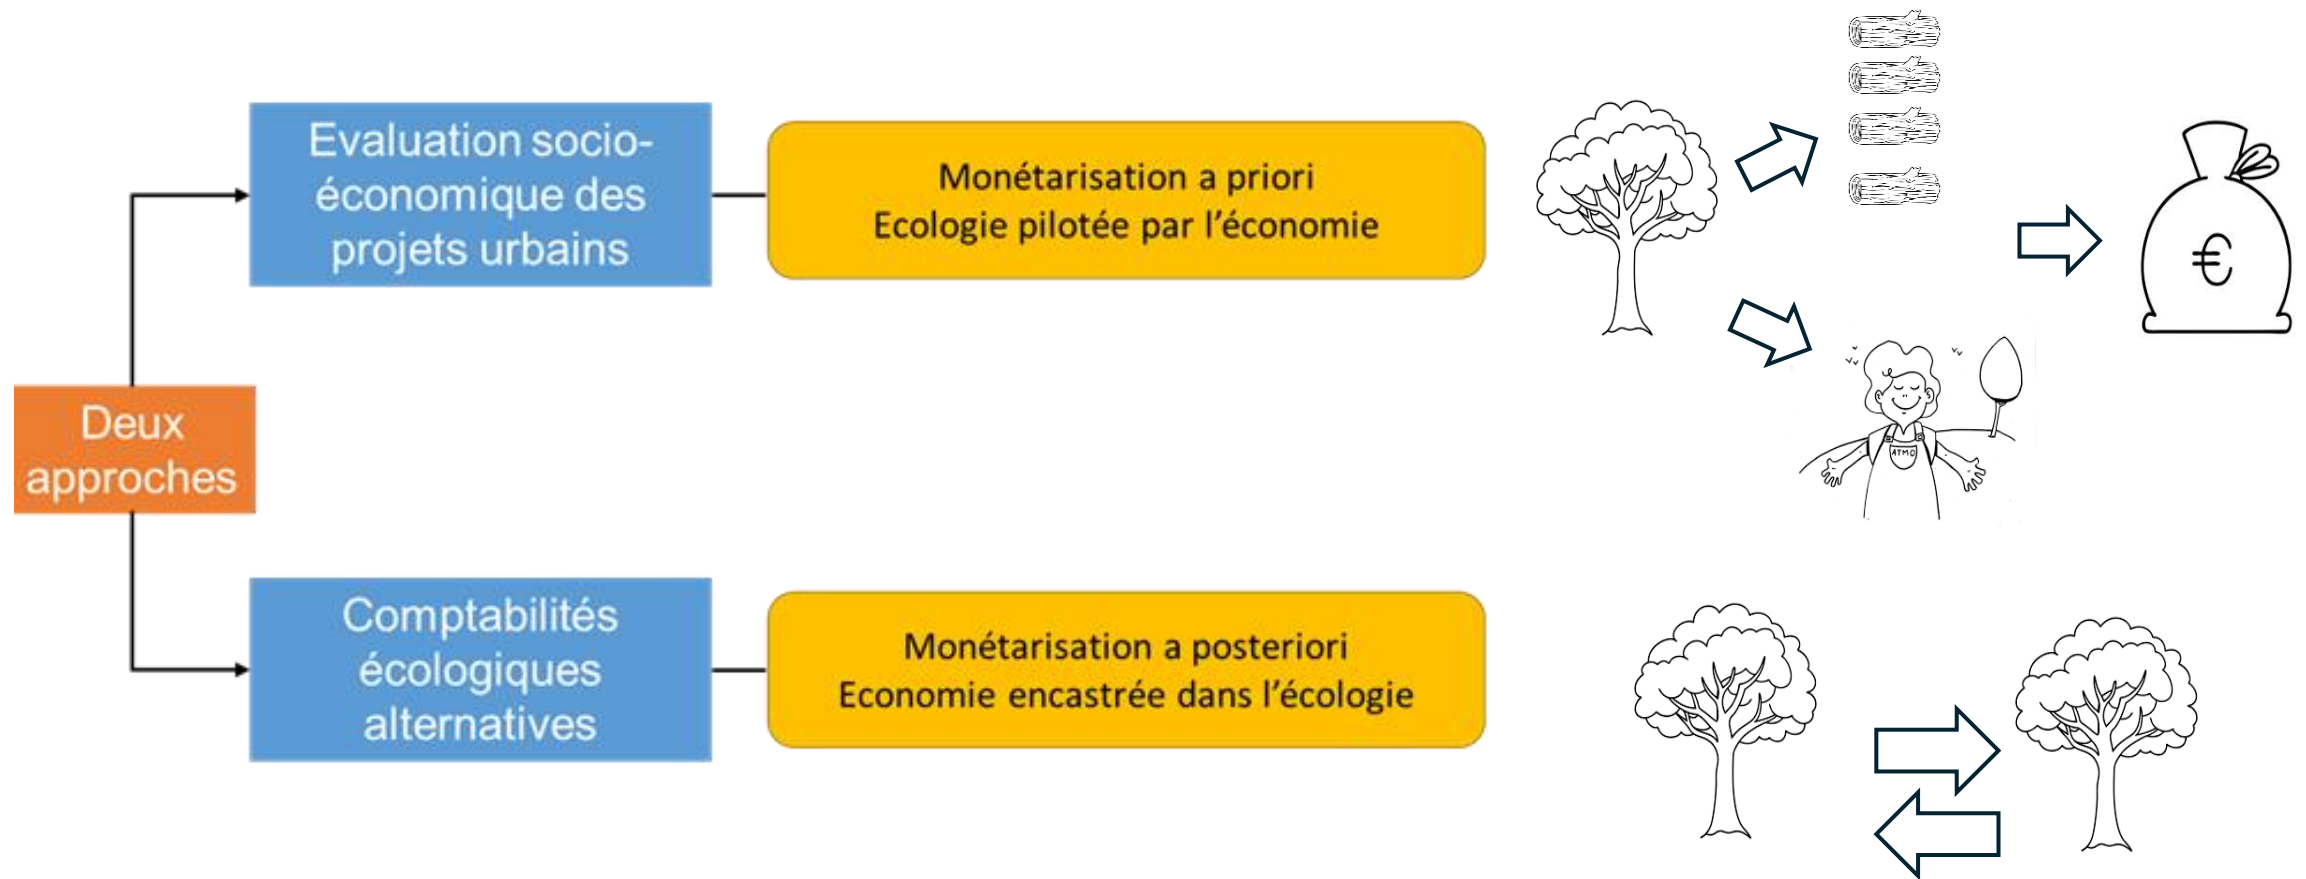 Evaluation socio-
économique des
projets urbains
Monétarisation a priori
Ecologie pilotée par l'économie
€
ATMO
Deux
approches
Comptabilités
écologiques
alternatives
Monétarisation a posteriori
Economie encastrée dans l'écologie